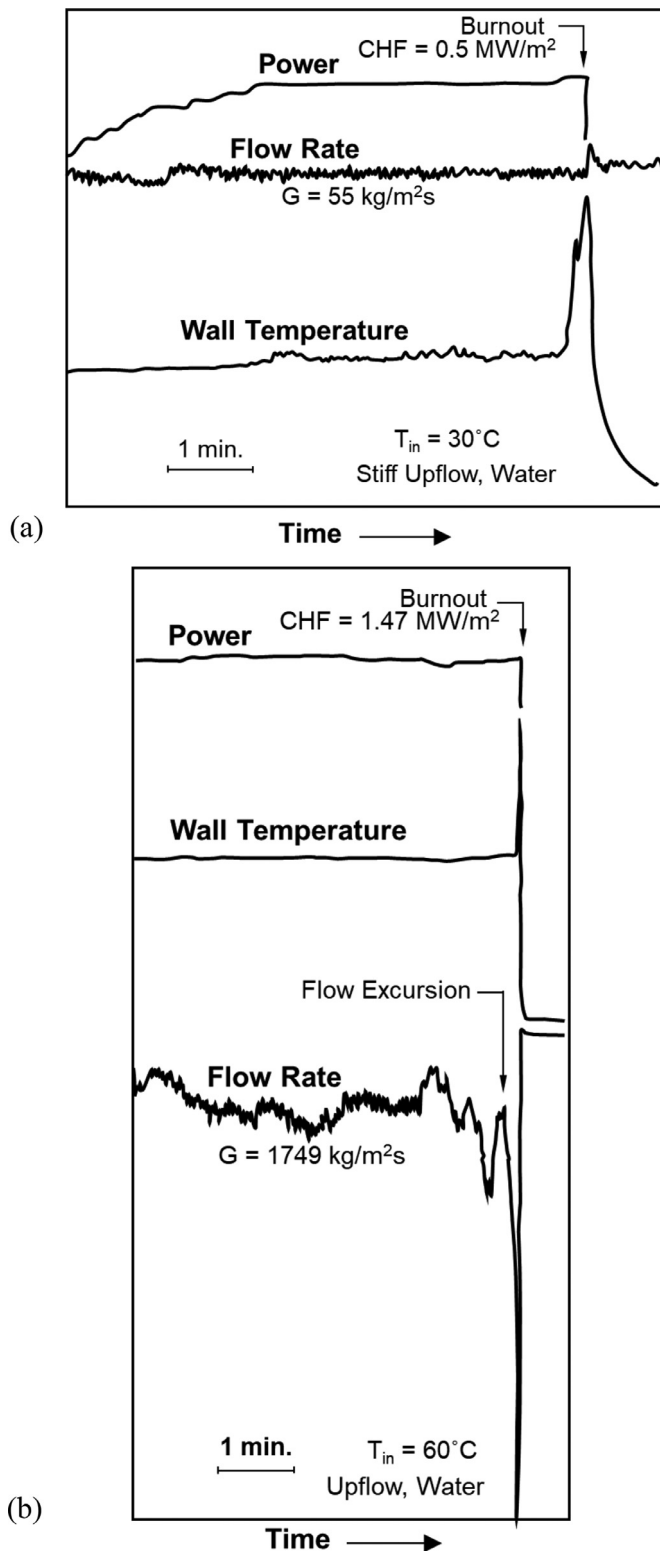 Burnout
CHF = 0.5 MW/m²
Power
Flow Rate
G = 55 kg/m²s
Wall Temperature
1 min.
T_in = 30°C
Stiff Upflow, Water
(a)
Time
Burnout
CHF = 1.47 MW/m²
Power
Wall Temperature
Flow Excursion
Flow Rate
G = 1749 kg/m²s
1 min.
T_in = 60°C
Upflow, Water
(b)
Time